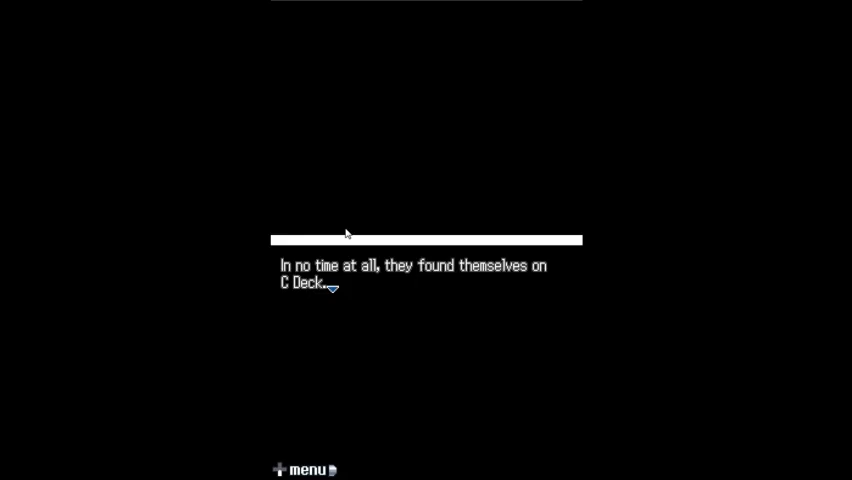 In no time at all, they found themselves on
C Deck.
menu